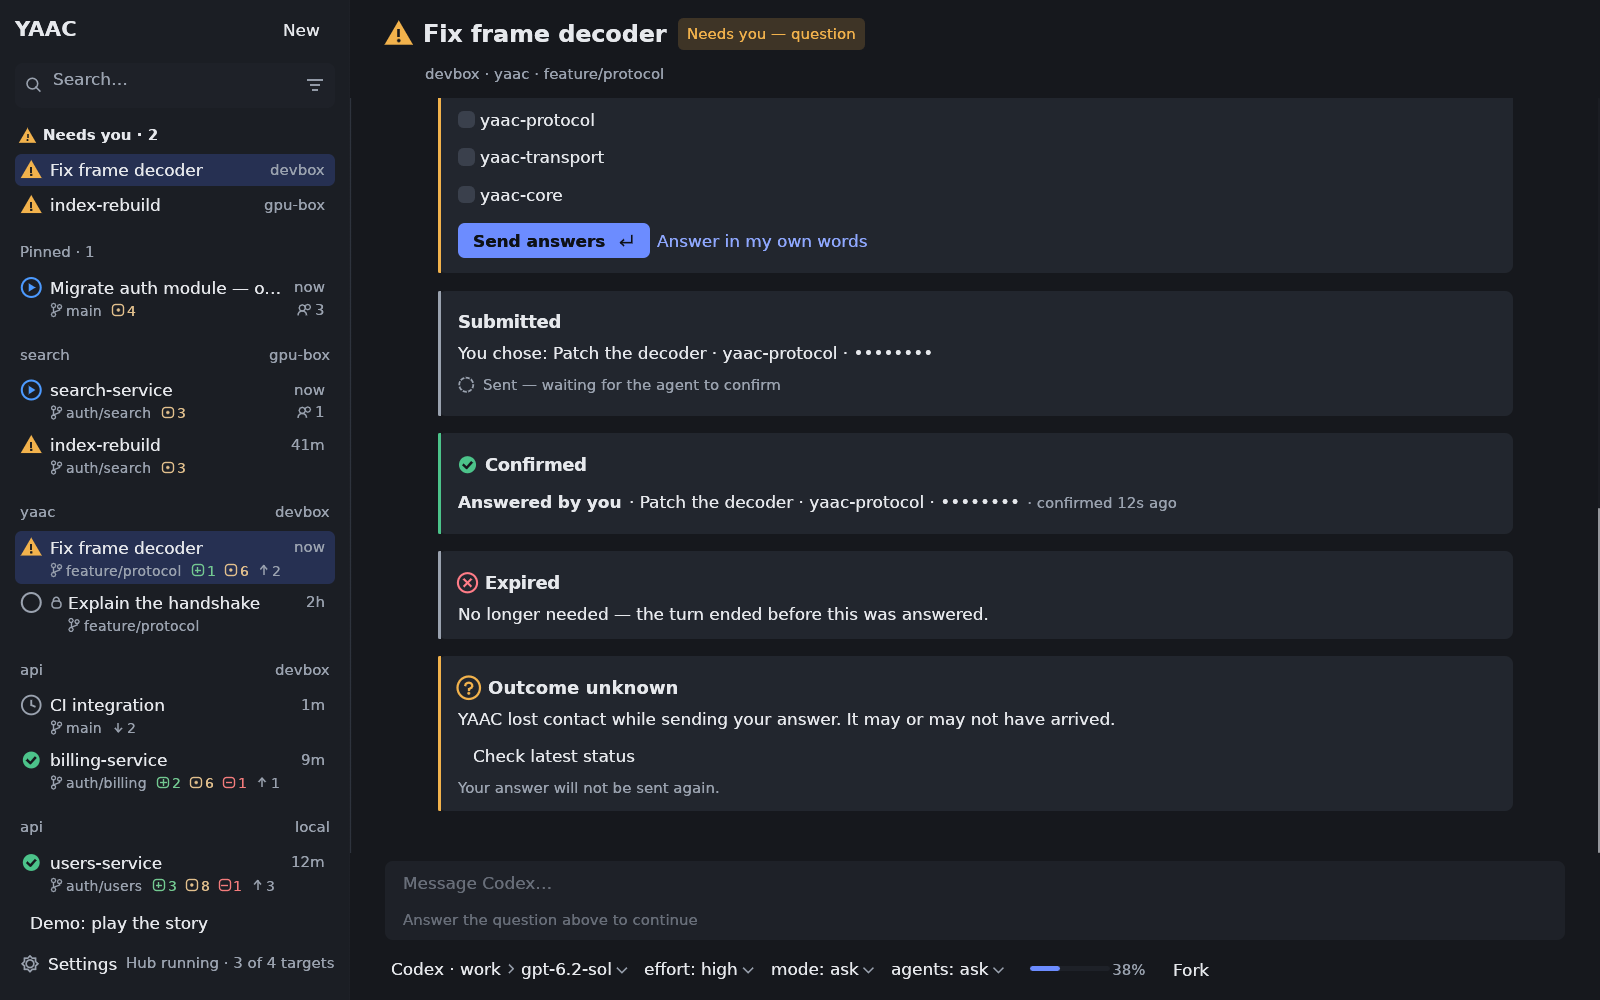 YAAC
New
Search…
Needs you · 2
Fix frame decoder devbox
index-rebuild gpu-box
Pinned · 1
Migrate auth module — o… now
main 4 3
search gpu-box
search-service now
auth/search 3 1
index-rebuild 41m
auth/search 3
yaac devbox
Fix frame decoder now
feature/protocol 1 6 2
Explain the handshake 2h
feature/protocol
api devbox
CI integration 1m
main 2
billing-service 9m
auth/billing 2 6 1 1
api local
users-service 12m
auth/users 3 8 1 3
Demo: play the story
Settings Hub running · 3 of 4 targets
Fix frame decoder Needs you — question
devbox · yaac · feature/protocol
yaac-protocol
yaac-transport
yaac-core
Send answers ↵ Answer in my own words
Submitted
You chose: Patch the decoder · yaac-protocol · ••••••••
Sent — waiting for the agent to confirm
Confirmed
Answered by you · Patch the decoder · yaac-protocol · •••••••• · confirmed 12s ago
Expired
No longer needed — the turn ended before this was answered.
Outcome unknown
YAAC lost contact while sending your answer. It may or may not have arrived.
Check latest status
Your answer will not be sent again.
Message Codex…
Answer the question above to continue
Codex · work › gpt-6.2-sol effort: high mode: ask agents: ask 38% Fork